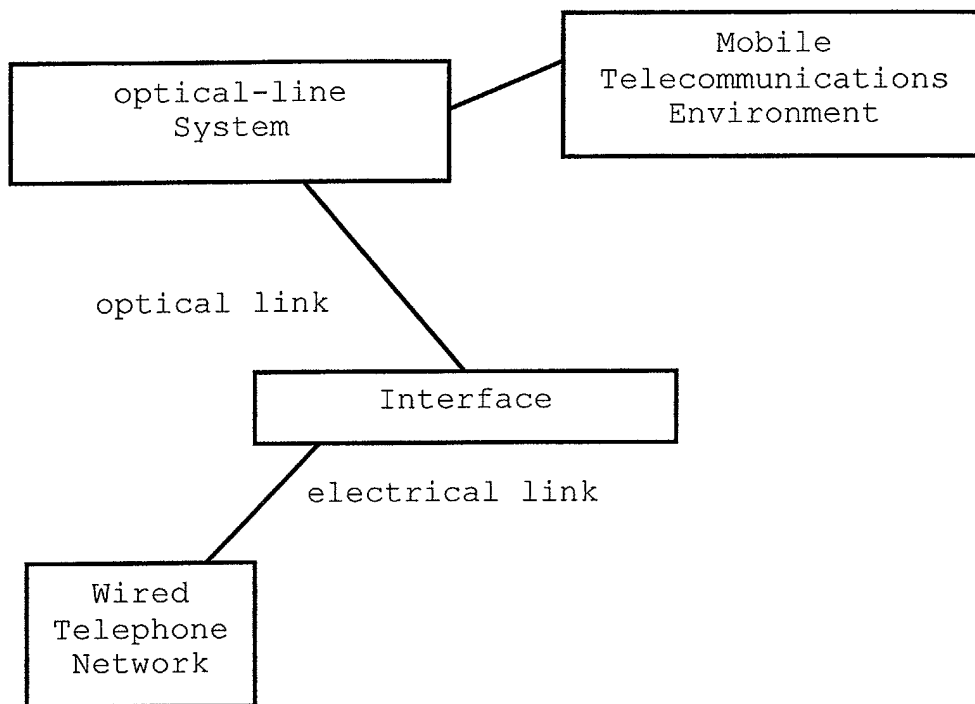 Mobile
Telecommunications
Environment
optical-line
System
optical link
Interface
electrical link
Wired
Telephone
Network